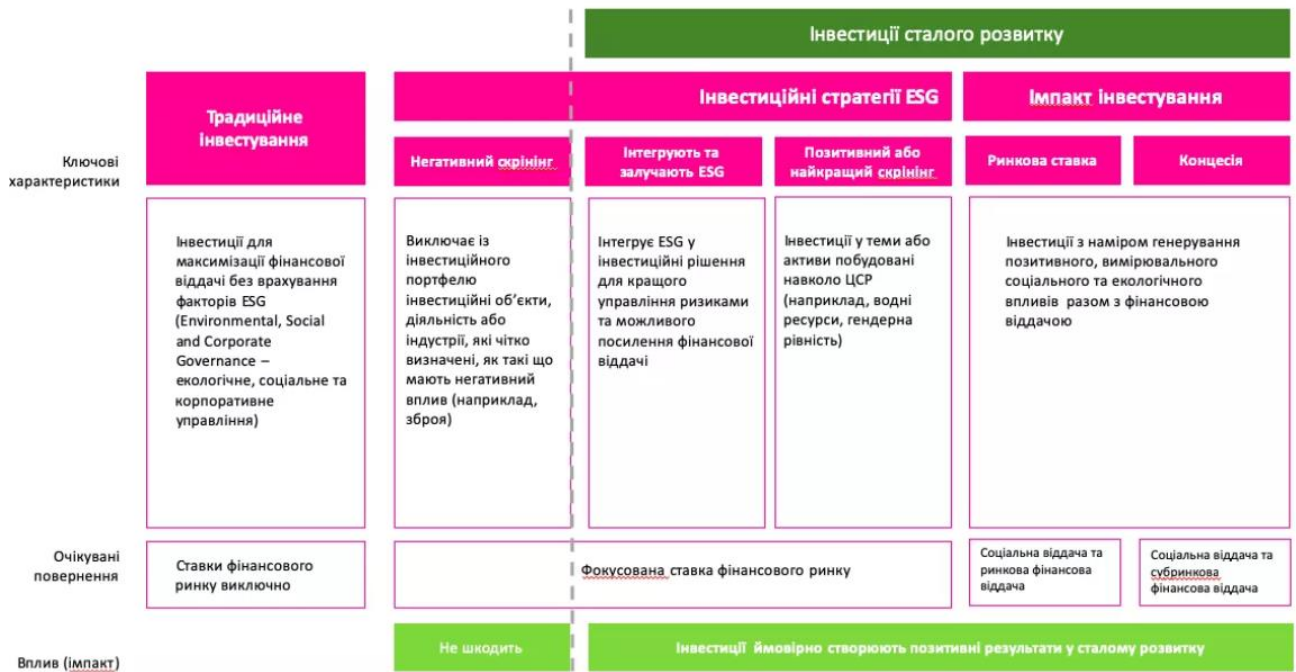 Інвестиції сталого розвитку
Традиційне
інвестування
Інвестиційні стратегії ESG
Імпакт інвестування
Ключові
характеристики
Негативний скрінінг
Інтегрують та
залучають ESG
Позитивний або
найкращий скрінінг
Ринкова ставка
Концесія
Інвестиції для
максимізації фінансової
віддачі без врахування
факторів ESG
(Environmental, Social
and Corporate
Governance –
екологічне, соціальне та
корпоративне
управління)
Виключає із
інвестиційного
портфелю
інвестиційні об’єкти,
діяльність або
індустрії, які чітко
визначені, як такі що
мають негативний
вплив (наприклад,
зброя)
Інтегрує ESG у
інвестиційні рішення
для кращого
управління ризиками
та можливого
посилення фінансової
віддачі
Інвестиції у теми або
активи побудовані
навколо ЦСР
(наприклад, водні
ресурси, гендерна
рівність)
Інвестиції з наміром генерування
позитивного, вимірювального
соціального та екологічного
впливів разом з фінансовою
віддачою
Очікувані
повернення
Ставки фінансового
ринку виключно
Фокусована ставка фінансового ринку
Соціальна віддача та
ринкова фінансова
віддача
Соціальна віддача та
субринкова
фінансова віддача
Вплив (імпакт)
Не шкодить
Інвестиції ймовірно створюють позитивні результати у сталому розвитку